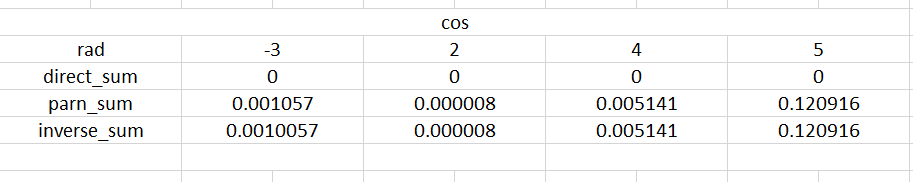 cos
rad -3 2 4 5
direct_sum 0 0 0 0
parn_sum 0.001057 0.000008 0.005141 0.120916
inverse_sum 0.0010057 0.000008 0.005141 0.120916